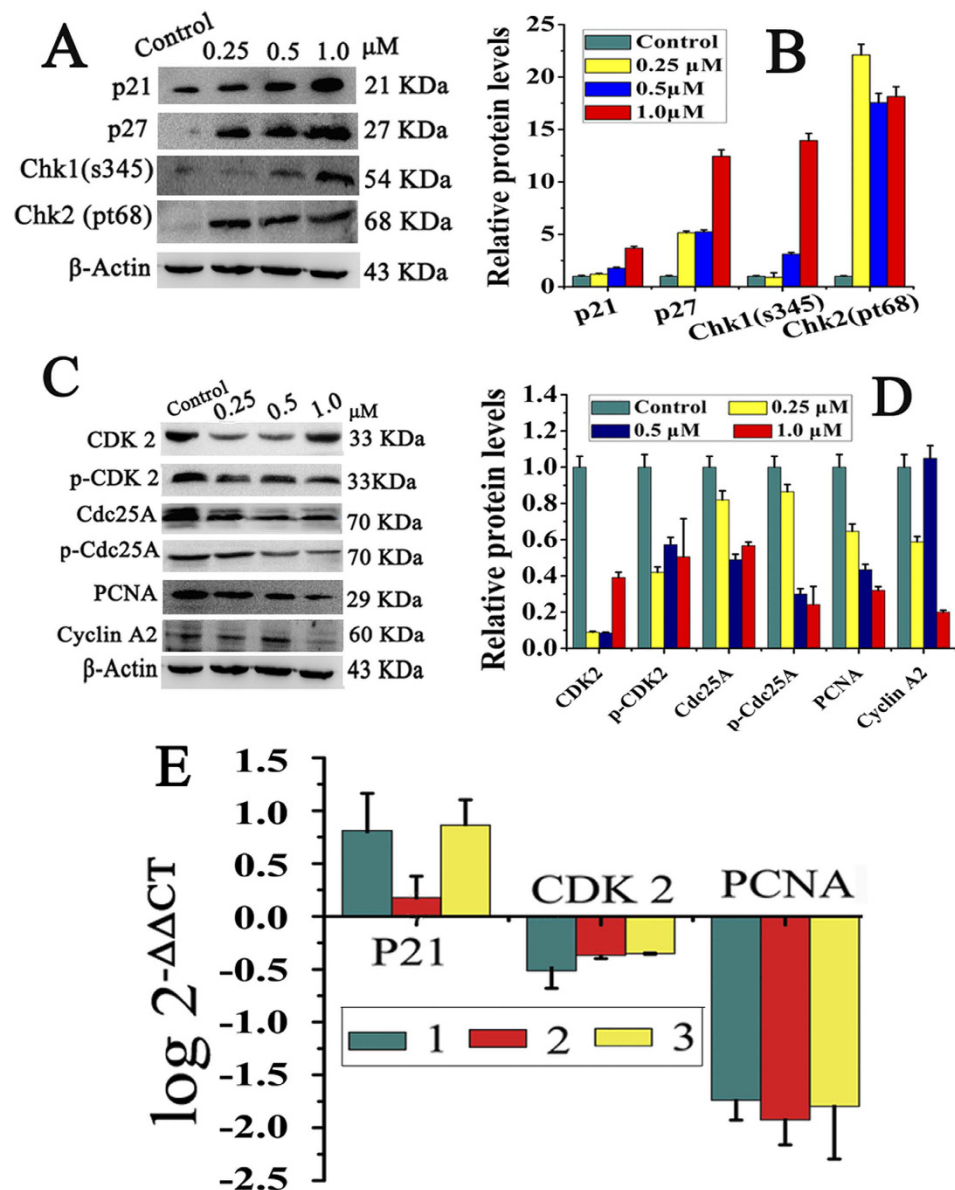 A
Control
0.25 0.5 1.0 μM
p21 21 KDa
p27 27 KDa
Chk1(s345) 54 KDa
Chk2 (pt68) 68 KDa
β-Actin 43 KDa
B
Relative protein levels
25
20
15
10
5
0
Control
0.25 μM
0.5μM
1.0μM
p21 p27 Chk1(s345) Chk2(pt68)
C
Control 0.25 0.5 1.0 μM
CDK 2 33 KDa
p-CDK 2 33KDa
Cdc25A 70 KDa
p-Cdc25A 70 KDa
PCNA 29 KDa
Cyclin A2 60 KDa
β-Actin 43 KDa
D
Relative protein levels
1.4
1.2
1.0
0.8
0.6
0.4
0.2
0.0
Control 0.25 μM
0.5 μM 1.0 μM
CDK2 p-CDK2 Cdc25A p-Cdc25A PCNA Cyclin A2
E
log 2-ΔΔCT
1.5
1.0
0.5
0.0
-0.5
-1.0
-1.5
-2.0
-2.5
P21 CDK 2 PCNA
1 2 3